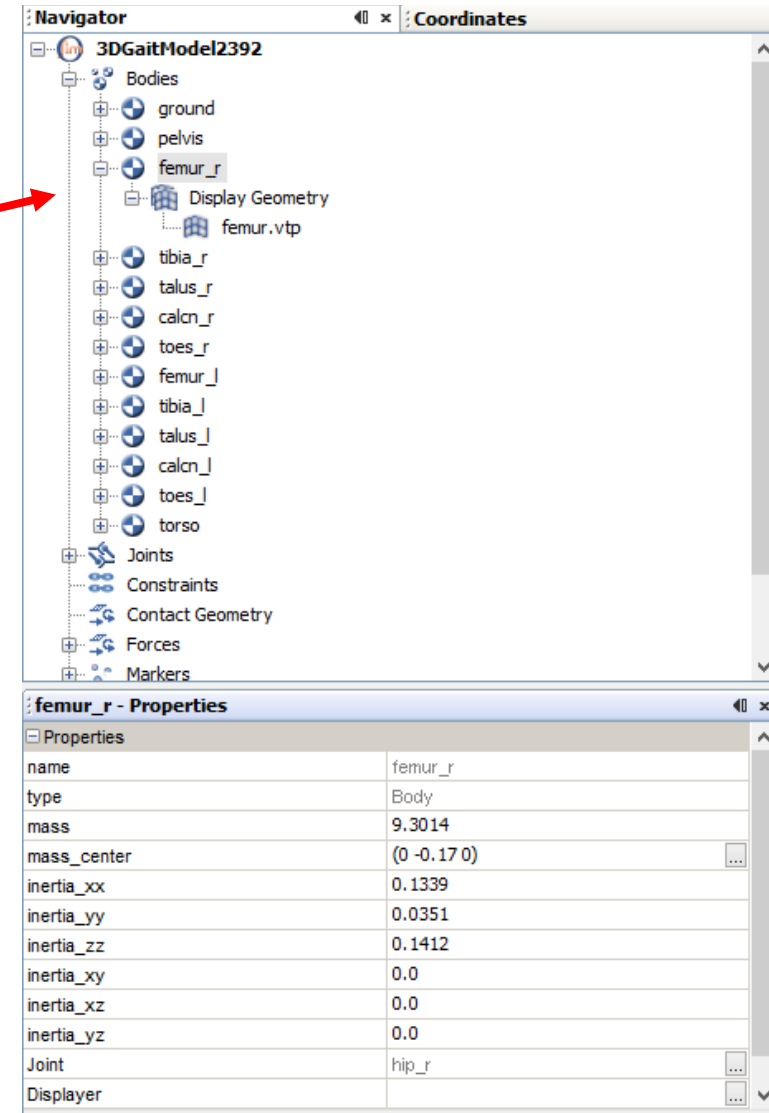 Navigator
Coordinates
3DGaitModel2392
Bodies
ground
pelvis
femur_r
Display Geometry
femur.vtp
tibia_r
talus_r
calcn_r
toes_r
femur_l
tibia_l
talus_l
calcn_l
toes_l
torso
Joints
Constraints
Contact Geometry
Forces
Markers
femur_r - Properties
Properties
name femur_r
type Body
mass 9.3014
mass_center (0 -0.17 0) ...
inertia_xx 0.1339
inertia_yy 0.0351
inertia_zz 0.1412
inertia_xy 0.0
inertia_xz 0.0
inertia_yz 0.0
Joint hip_r ...
Displayer ...